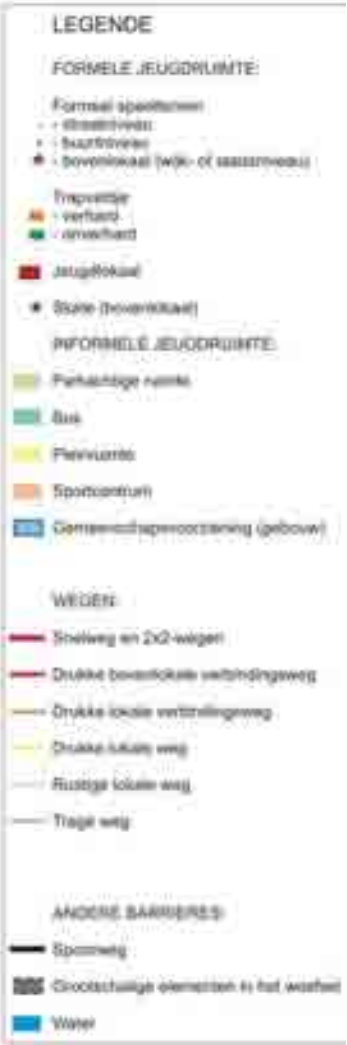 LEGENDE
FORMELE JEUGDRUIMTE:
Formeel speelterrein
- straatniveau
- buurtniveau
- bovenlokaal (wijk- of stadsniveau)
Trapveldje
- verhard
- onverhard
Jeugdlokaal
Skate (bovenlokaal)
INFORMELE JEUGDRUIMTE:
Parkachtige ruimte
Bos
Pleinruimte
Sportcentrum
Gemeenschapsvoorziening (gebouw)
WEGEN:
Snelweg en 2x2-wegen
Drukke bovenlokale verbindingsweg
Drukke lokale verbindingsweg
Drukke lokale weg
Rustige lokale weg
Trage weg
ANDERE BARRIERES:
Spoorweg
Grootschalige elementen in het weefsel
Water